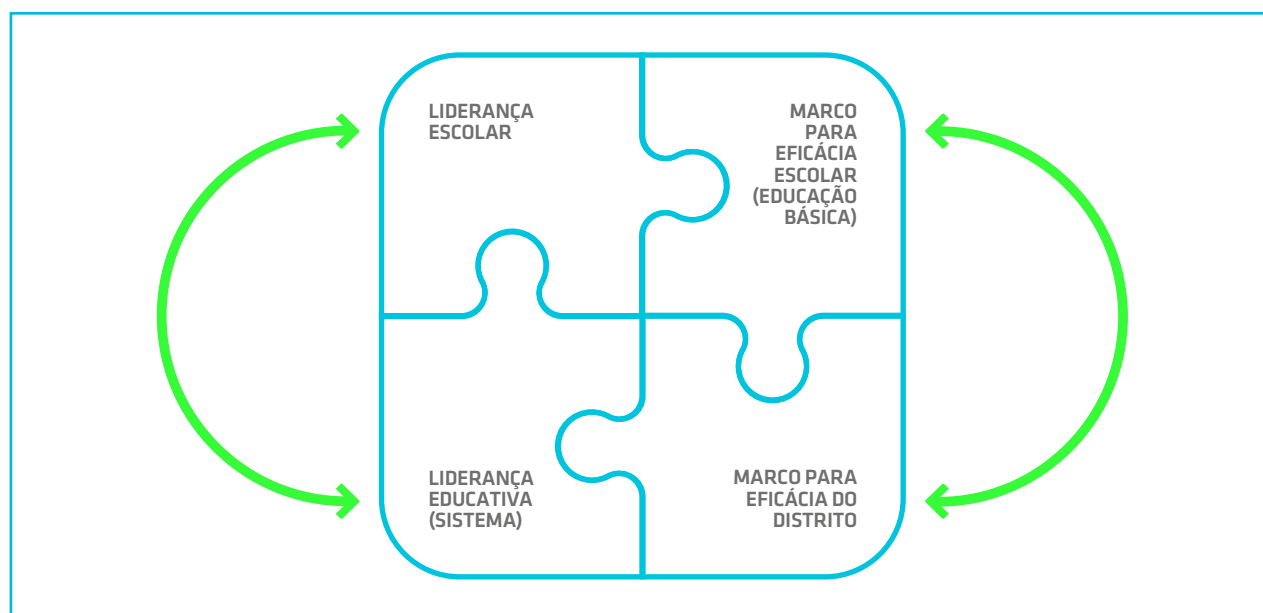 LIDERANÇA
ESCOLAR
MARCO
PARA
EFICÁCIA
ESCOLAR
(EDUCAÇÃO
BÁSICA)
LIDERANÇA
EDUCATIVA
(SISTEMA)
MARCO PARA
EFICÁCIA DO
DISTRITO